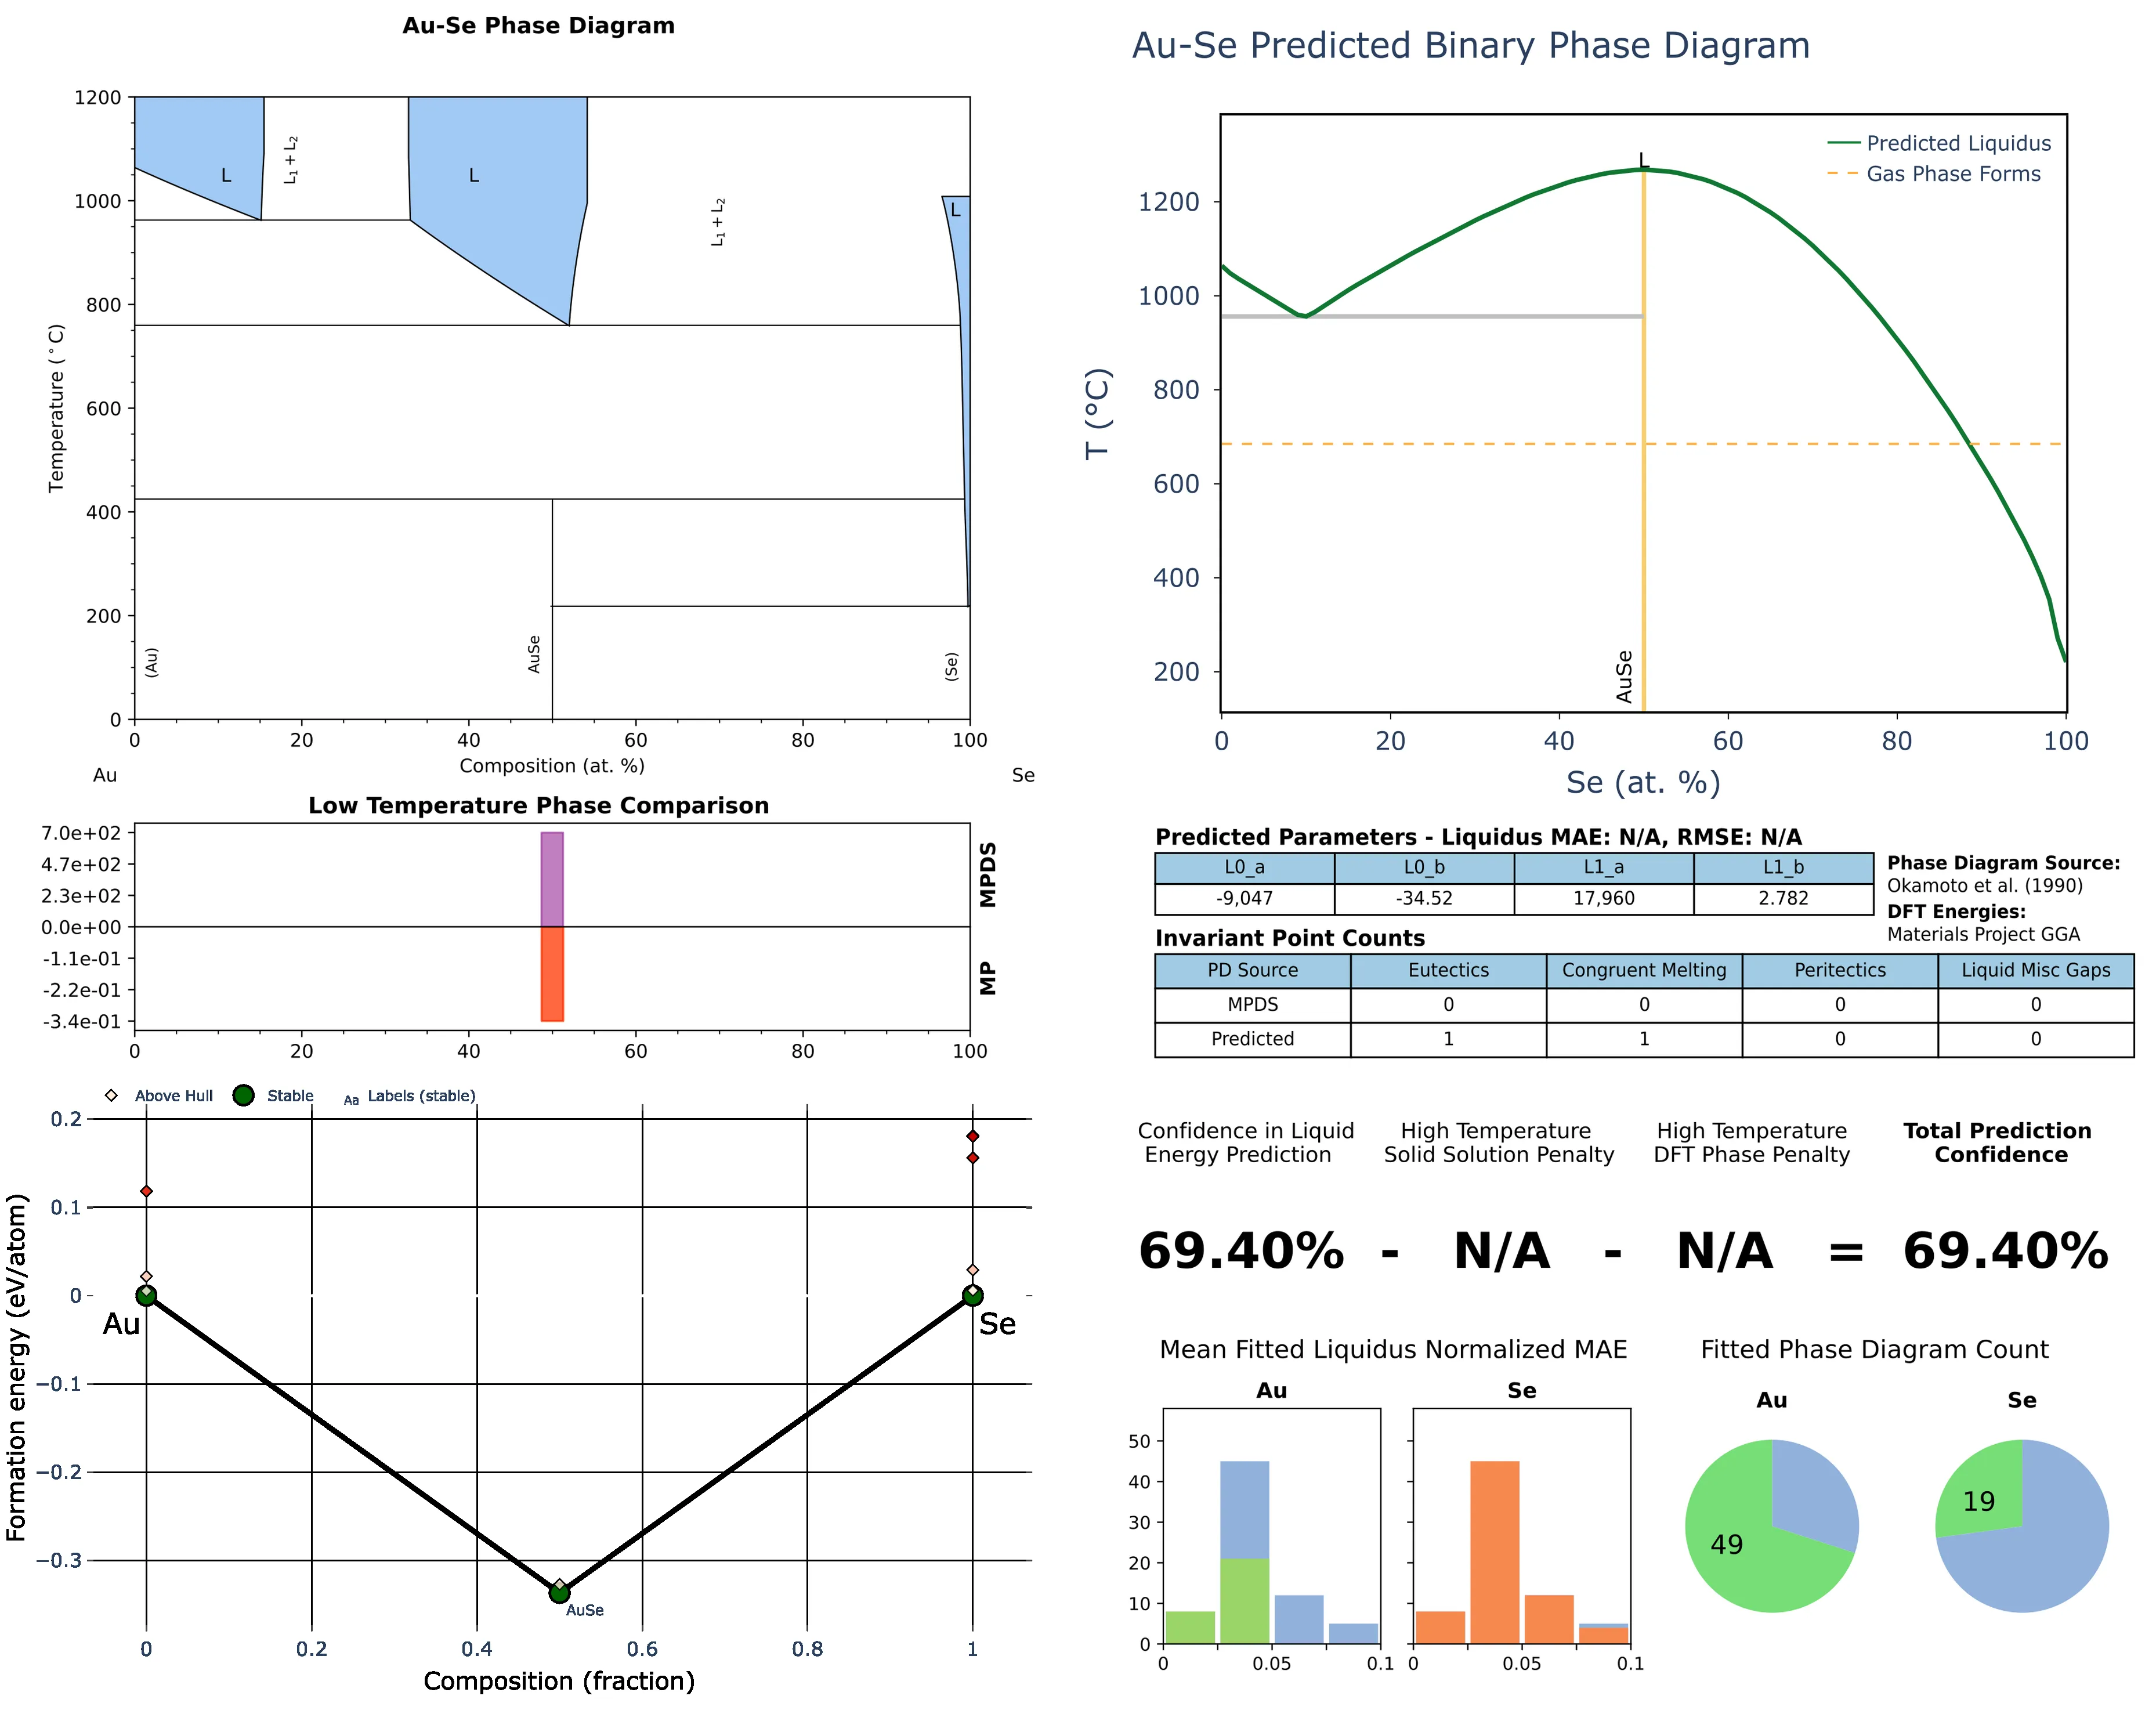 Au-Se Phase Diagram
1200
1000
800
600
400
200
0
Temperature (°C)
L
L1 + L2
L
L1 + L2
L
(Au)
AuSe
(Se)
0 20 40 60 80 100
Composition (at. %)
Au Se
Low Temperature Phase Comparison
7.0e+02
4.7e+02
2.3e+02
0.0e+00
-1.1e-01
-2.2e-01
-3.4e-01
MPDS
MP
0 20 40 60 80 100
Above Hull Stable Aa Labels (stable)
0.2
0.1
0
−0.1
−0.2
−0.3
Formation energy (eV/atom)
Au
Se
AuSe
0 0.2 0.4 0.6 0.8 1
Composition (fraction)
Au-Se Predicted Binary Phase Diagram
Predicted Liquidus
Gas Phase Forms
L
1200
1000
800
600
400
200
T (°C)
AuSe
0 20 40 60 80 100
Se (at. %)
Predicted Parameters - Liquidus MAE: N/A, RMSE: N/A
L0_a L0_b L1_a L1_b
-9,047 -34.52 17,960 2.782
Phase Diagram Source:
Okamoto et al. (1990)
DFT Energies:
Materials Project GGA
Invariant Point Counts
PD Source Eutectics Congruent Melting Peritectics Liquid Misc Gaps
MPDS 0 0 0 0
Predicted 1 1 0 0
Confidence in Liquid
Energy Prediction
High Temperature
Solid Solution Penalty
High Temperature
DFT Phase Penalty
Total Prediction
Confidence
69.40% - N/A - N/A = 69.40%
Mean Fitted Liquidus Normalized MAE
Au Se
50
40
30
20
10
0
0 0.05 0.1 0 0.05 0.1
Fitted Phase Diagram Count
Au Se
49
19